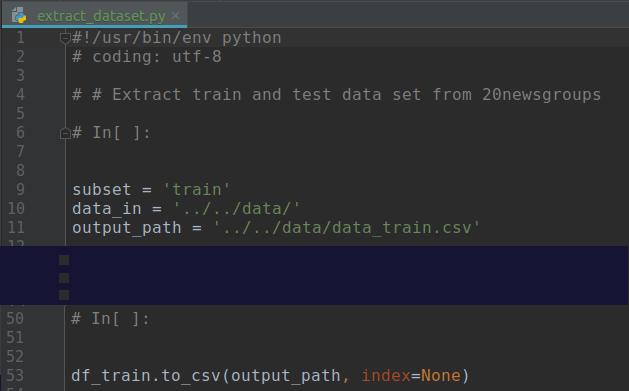 extract_dataset.py ×
1 #!/usr/bin/env python
2 # coding: utf-8
3
4 # # Extract train and test data set from 20newsgroups
5
6 # In[ ]:
7
8
9 subset = 'train'
10 data_in = '../../data/'
11 output_path = '../../data/data_train.csv'
50 # In[ ]:
51
52
53 df_train.to_csv(output_path, index=None)